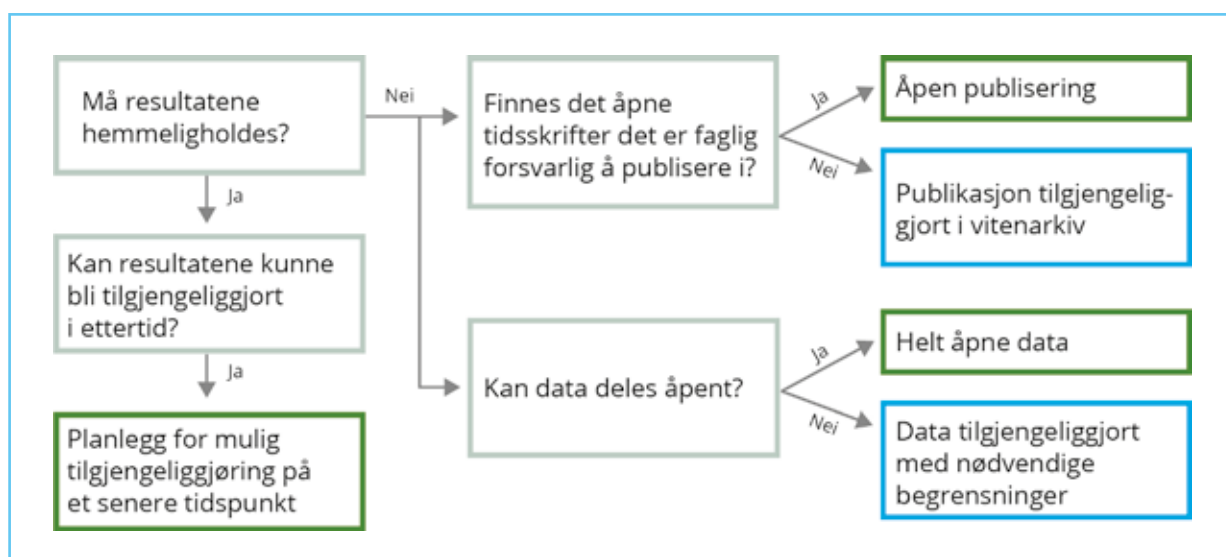 Må resultatene
hemmeligholdes?
Nei
Ja
Kan resultatene kunne
bli tilgjengeliggjort
i ettertid?
Ja
Planlegg for mulig
tilgjengeliggjøring på
et senere tidspunkt
Finnes det åpne
tidsskrifter det er faglig
forsvarlig å publisere i?
Ja
Nei
Åpen publisering
Publikasjon tilgjengelig-
gjort i vitenarkiv
Kan data deles åpent?
Ja
Nei
Helt åpne data
Data tilgjengeliggjort
med nødvendige
begrensninger